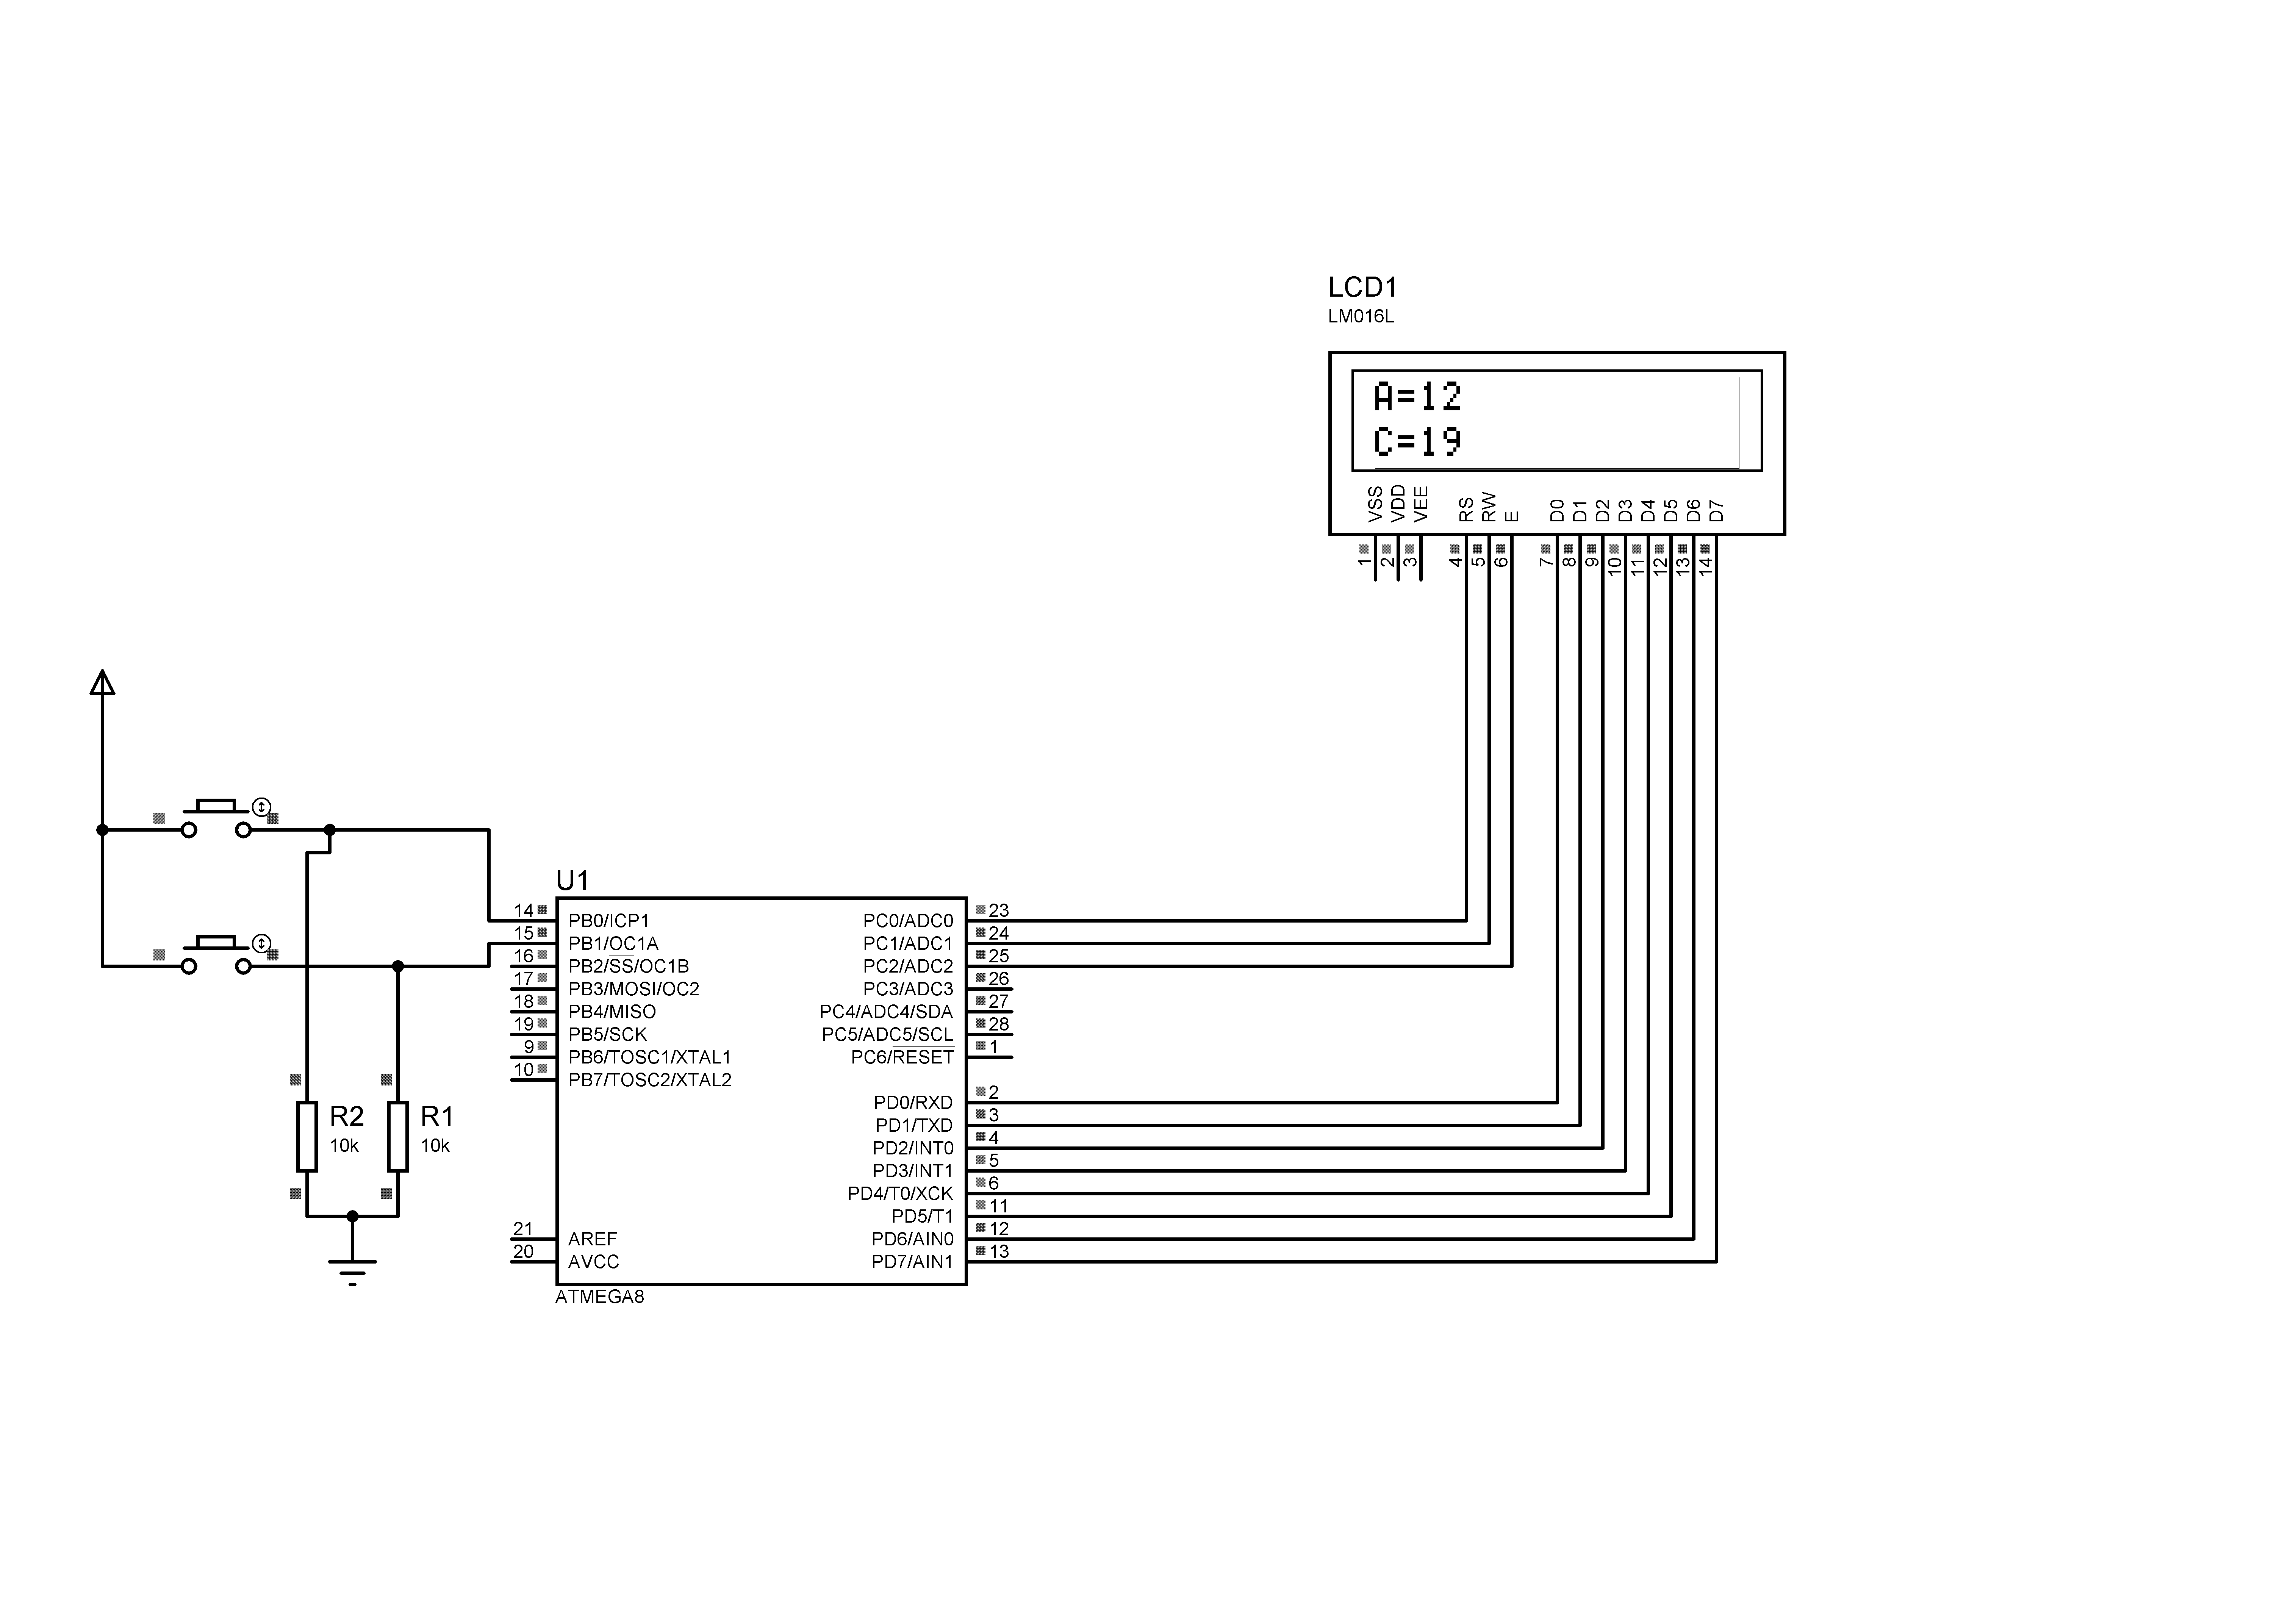 LCD1
LM016L
A=12
C=19
VSS
VDD
VEE
RS
RW
E
D0
D1
D2
D3
D4
D5
D6
D7
1
2
3
4
5
6
7
8
9
10
11
12
13
14
U1
14 PB0/ICP1
15 PB1/OC1A
16 PB2/SS/OC1B
17 PB3/MOSI/OC2
18 PB4/MISO
19 PB5/SCK
9 PB6/TOSC1/XTAL1
10 PB7/TOSC2/XTAL2
21 AREF
20 AVCC
PC0/ADC0 23
PC1/ADC1 24
PC2/ADC2 25
PC3/ADC3 26
PC4/ADC4/SDA 27
PC5/ADC5/SCL 28
PC6/RESET 1
PD0/RXD 2
PD1/TXD 3
PD2/INT0 4
PD3/INT1 5
PD4/T0/XCK 6
PD5/T1 11
PD6/AIN0 12
PD7/AIN1 13
ATMEGA8
R2
10k
R1
10k